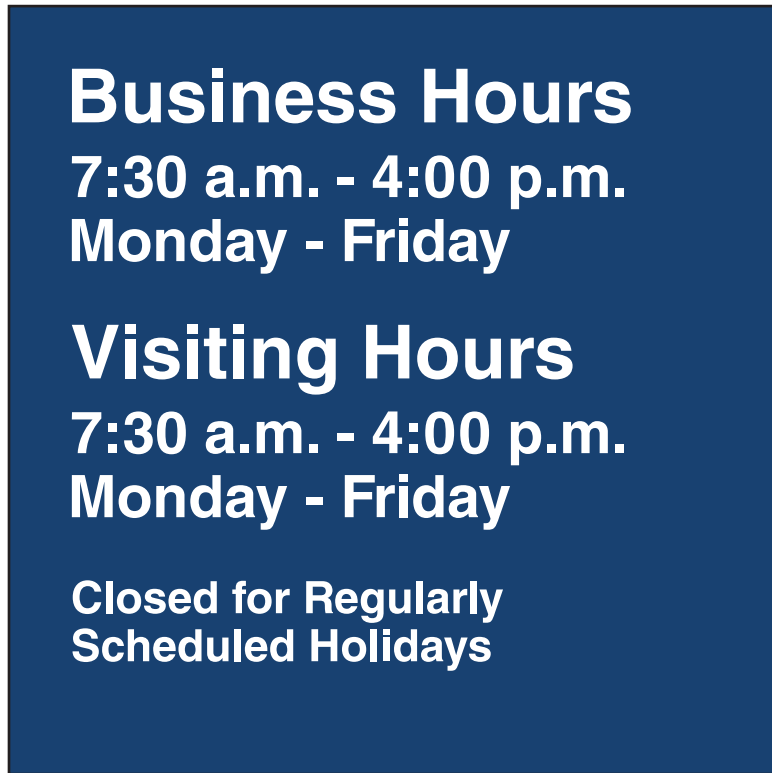 Business Hours
7:30 a.m. - 4:00 p.m.
Monday - Friday
Visiting Hours
7:30 a.m. - 4:00 p.m.
Monday - Friday
Closed for Regularly
Scheduled Holidays